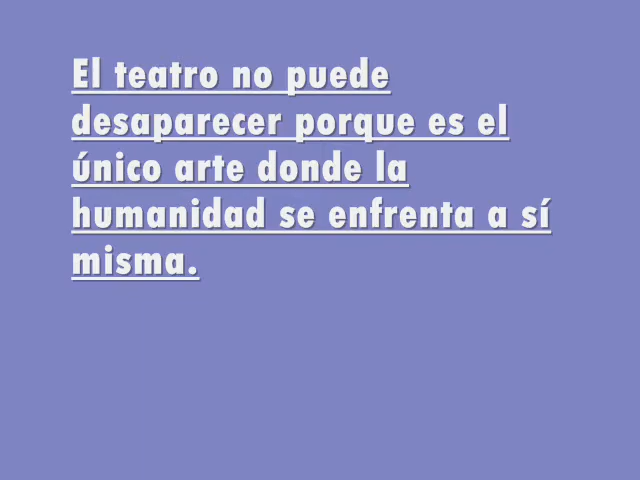 El teatro no puede
desaparecer porque es el
único arte donde la
humanidad se enfrenta a sí
misma.